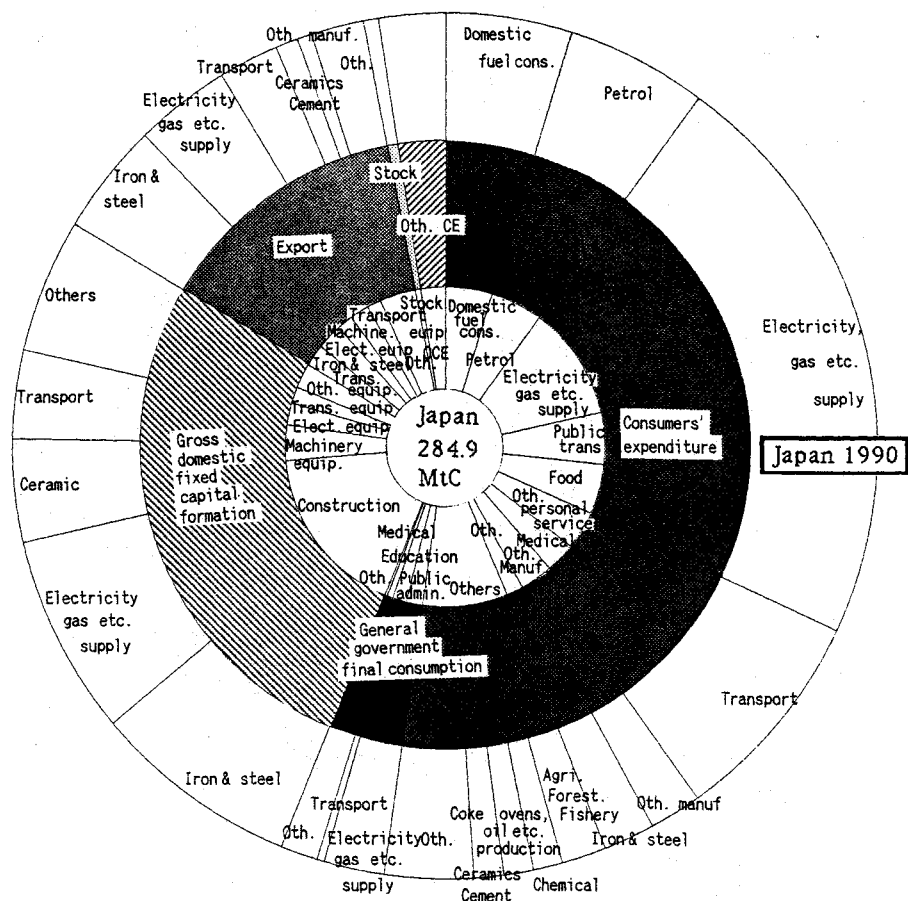 Domestic
fuel cons.
Petrol
Electricity,
gas etc.
supply
Transport
Oth. manuf
Iron & steel
Agri.
Forest.
Fishery
Chemical
Coke ovens,
oil etc.
production
Ceramics
Cement
Oth.
Electricity
gas etc.
supply
Transport
Oth.
Iron & steel
Electricity
gas etc.
supply
Ceramic
Transport
Others
Iron &
steel
Electricity
gas etc.
supply
Transport
Ceramics
Cement
Oth. manuf.
Oth.
Stock
Oth. CE
Export
Gross
domestic
fixed
capital
formation
General
government
final consumption
Consumers'
expenditure
Japan 1990
Stock
OCE
Domestic
fuel
cons.
Petrol
Electricity
gas etc.
supply
Public
trans
Food
Oth.
personal
service
Medical
Oth.
Manuf.
Oth.
Others
Public
admin.
Education
Medical
Oth.
Construction
Machinery
equip.
Elect. equip
Trans. equip
Oth. equip.
Trans.
Iron & steel
Elect. euip
Machine. euip
Transport
Oth.
Japan
284.9
MtC